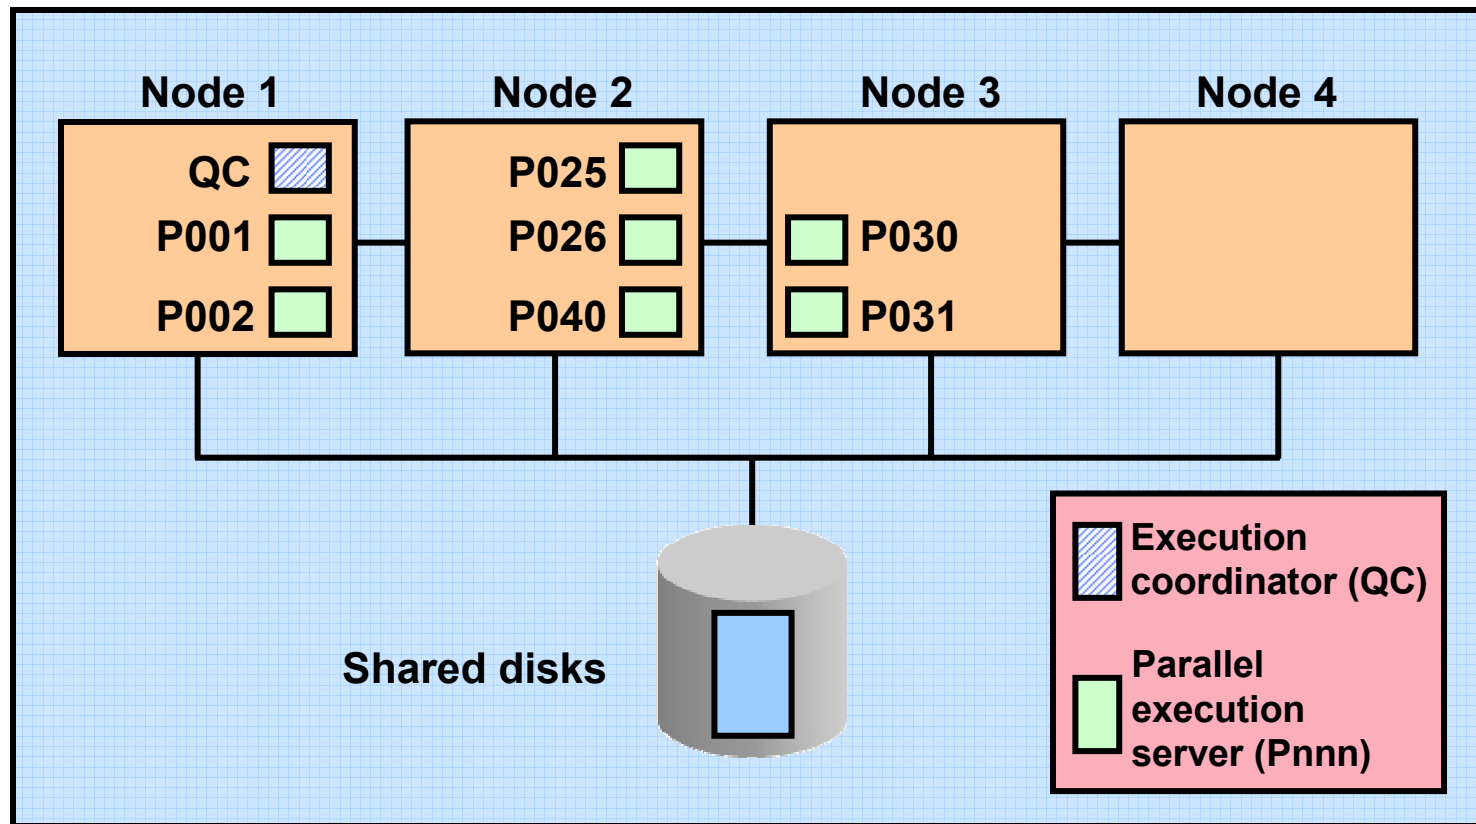 Node 1
Node 2
Node 3
Node 4
QC
P001
P002
P025
P026
P040
P030
P031
Shared disks
Execution
coordinator (QC)
Parallel
execution
server (Pnnn)